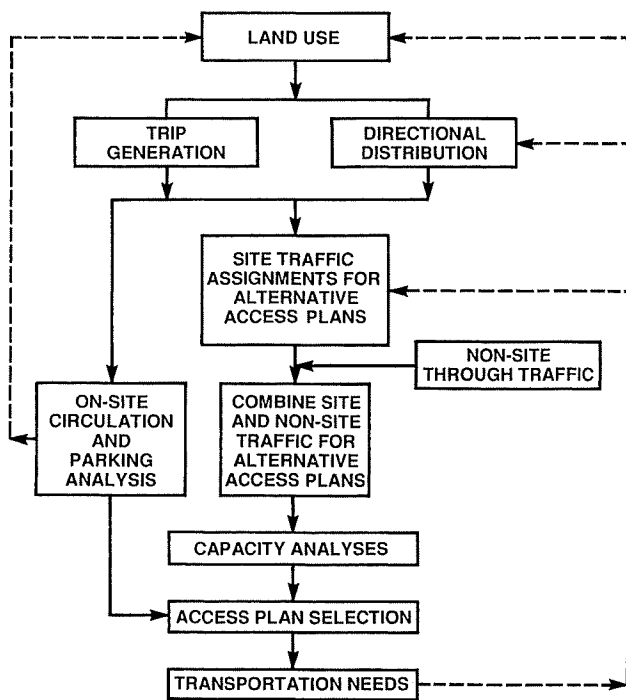 LAND USE
TRIP
GENERATION
DIRECTIONAL
DISTRIBUTION
SITE TRAFFIC
ASSIGNMENTS FOR
ALTERNATIVE
ACCESS PLANS
NON-SITE
THROUGH TRAFFIC
ON-SITE
CIRCULATION
AND
PARKING
ANALYSIS
COMBINE SITE
AND NON-SITE
TRAFFIC FOR
ALTERNATIVE
ACCESS PLANS
CAPACITY ANALYSES
ACCESS PLAN SELECTION
TRANSPORTATION NEEDS